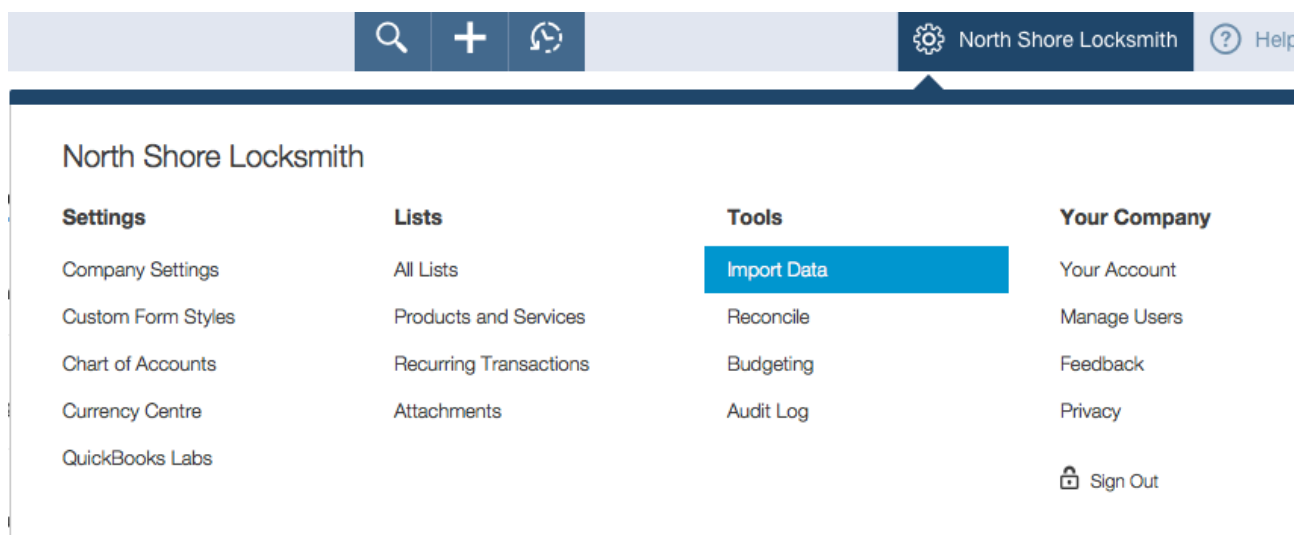 North Shore Locksmith
Help
North Shore Locksmith
Settings
Company Settings
Custom Form Styles
Chart of Accounts
Currency Centre
QuickBooks Labs
Lists
All Lists
Products and Services
Recurring Transactions
Attachments
Tools
Import Data
Reconcile
Budgeting
Audit Log
Your Company
Your Account
Manage Users
Feedback
Privacy
Sign Out